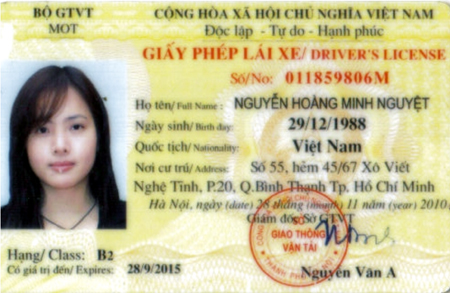 BỘ GTVT
MOT
CỘNG HÒA XÃ HỘI CHỦ NGHĨA VIỆT NAM
Độc lập - Tự do - Hạnh phúc
GIẤY PHÉP LÁI XE/ DRIVER'S LICENSE
Số/No: 011859806M
Họ tên/ Full Name: NGUYỄN HOÀNG MINH NGUYỆT
Ngày sinh/ Birth day: 29/12/1988
Quốc tịch/ Nationality: Việt Nam
Nơi cư trú/ Address: Số 55, hẻm 45/67 Xô Viết
Nghệ Tĩnh, P.20, Q.Bình Thạnh Tp. Hồ Chí Minh
Hà Nội, ngày (date) 28 tháng (month) 11 năm (year) 2010
Giám đốc Sở GTVT
GIAO THÔNG
VẬN TẢI
Hạng/ Class: B2
Có giá trị đến/ Expires: 28/9/2015
Nguyễn Văn A